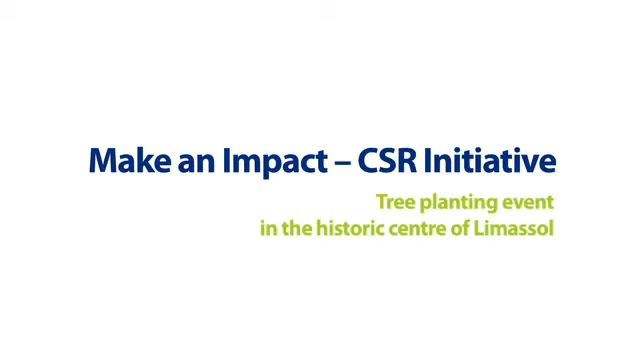 Make an Impact – CSR Initiative
Tree planting event
in the historic centre of Limassol